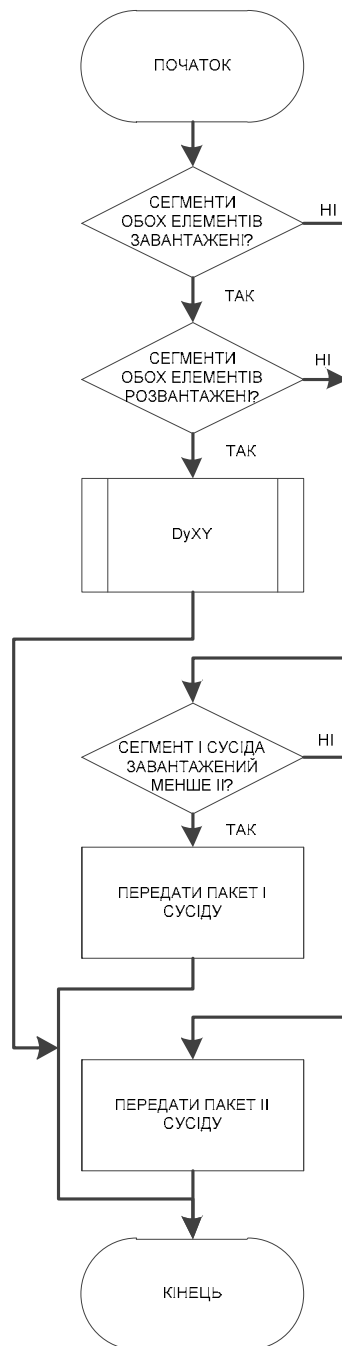 ПОЧАТОК
СЕГМЕНТИ
ОБОХ ЕЛЕМЕНТІВ
ЗАВАНТАЖЕНІ?
НІ
ТАК
СЕГМЕНТИ
ОБОХ ЕЛЕМЕНТІВ
РОЗВАНТАЖЕНІ?
НІ
ТАК
DyXY
СЕГМЕНТ І СУСІДА
ЗАВАНТАЖЕНИЙ
МЕНШЕ ІІ?
НІ
ТАК
ПЕРЕДАТИ ПАКЕТ І
СУСІДУ
ПЕРЕДАТИ ПАКЕТ ІІ
СУСІДУ
КІНЕЦЬ